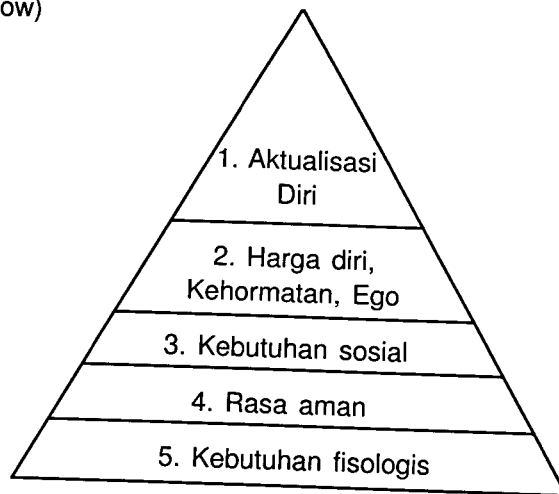 ow)
1. Aktualisasi
Diri
2. Harga diri,
Kehormatan, Ego
3. Kebutuhan sosial
4. Rasa aman
5. Kebutuhan fisologis